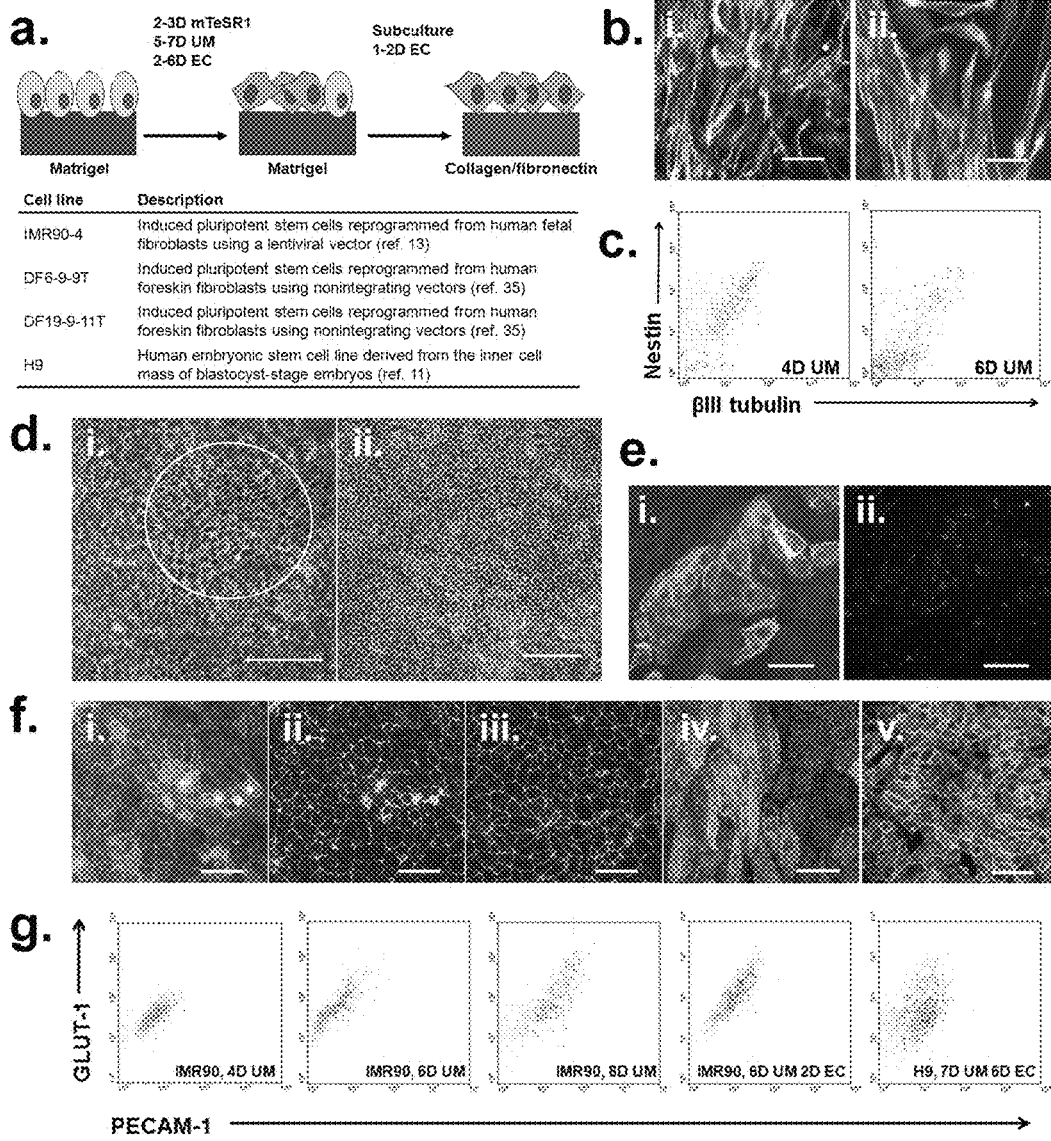 a.
2-3D mTeSR1
5-7D UM
2-6D EC
Subculture
1-2D EC
Matrigel
Matrigel
Collagen/fibronectin
Cell line Description
IMR90-4 Induced pluripotent stem cells reprogrammed from human fetal
fibroblasts using a lentiviral vector (ref. 13)
DF6-9-9T Induced pluripotent stem cells reprogrammed from human
foreskin fibroblasts using nonintegrating vectors (ref. 35)
DF19-9-11T Induced pluripotent stem cells reprogrammed from human
foreskin fibroblasts using nonintegrating vectors (ref. 35)
H9 Human embryonic stem cell line derived from the inner cell
mass of blastocyst-stage embryos (ref. 11)
b.
i.
ii.
c.
Nestin
4D UM
6D UM
βIII tubulin
d.
i.
ii.
e.
i.
ii.
f.
i.
ii.
iii.
iv.
v.
g.
GLUT-1
IMR90, 4D UM
IMR90, 6D UM
IMR90, 8D UM
IMR90, 6D UM 2D EC
H9, 7D UM 6D EC
PECAM-1